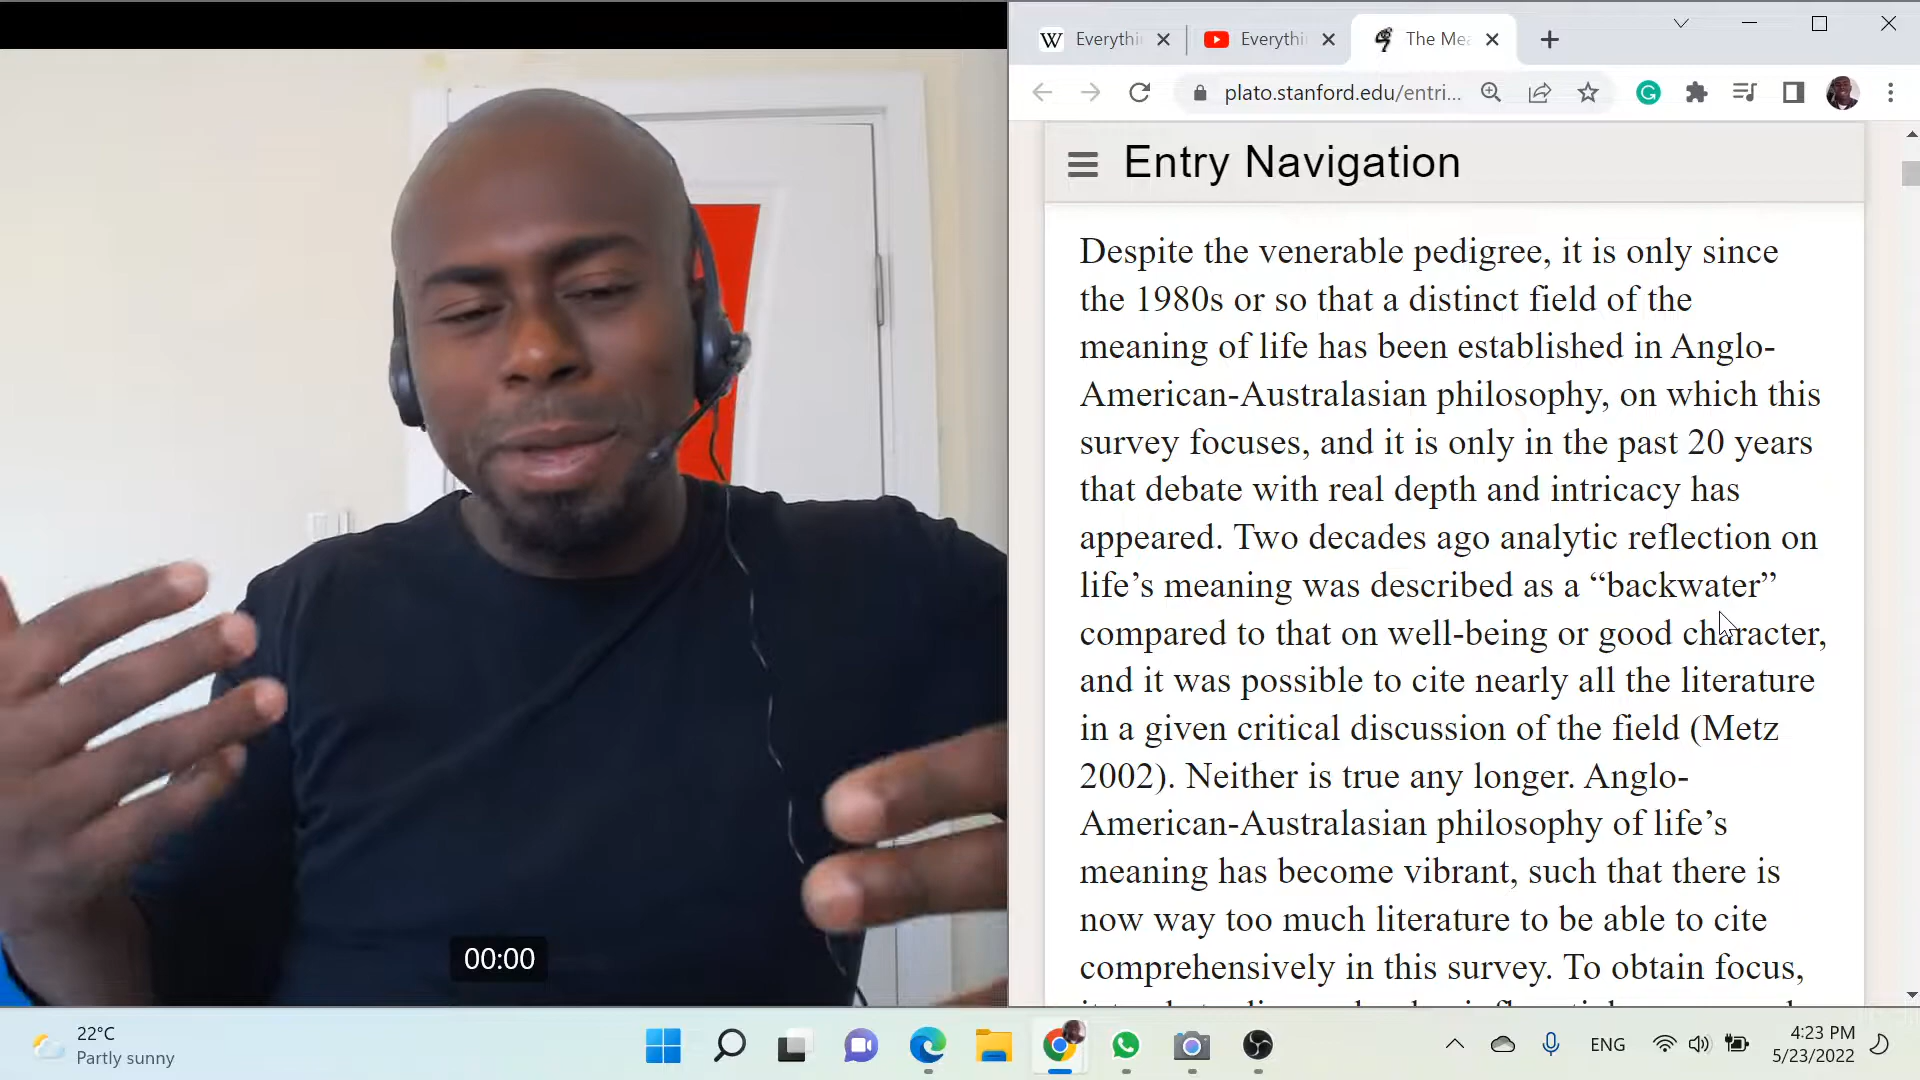 Everythi
Everythi
The Mea
plato.stanford.edu/entri...
Entry Navigation
Despite the venerable pedigree, it is only since
the 1980s or so that a distinct field of the
meaning of life has been established in Anglo-
American-Australasian philosophy, on which this
survey focuses, and it is only in the past 20 years
that debate with real depth and intricacy has
appeared. Two decades ago analytic reflection on
life’s meaning was described as a “backwater”
compared to that on well-being or good character,
and it was possible to cite nearly all the literature
in a given critical discussion of the field (Metz
2002). Neither is true any longer. Anglo-
American-Australasian philosophy of life’s
meaning has become vibrant, such that there is
now way too much literature to be able to cite
comprehensively in this survey. To obtain focus,
00:00
22°C
Partly sunny
ENG
4:23 PM
5/23/2022